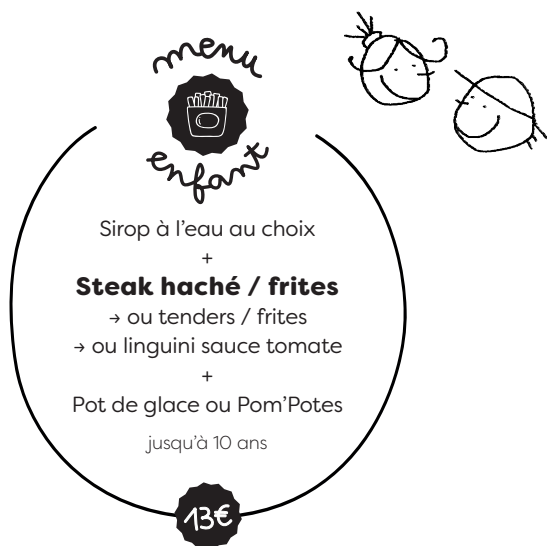 menu
enfant
Sirop à l'eau au choix
+
Steak haché / frites
→ ou tenders / frites
→ ou linguini sauce tomate
+
Pot de glace ou Pom'Potes
jusqu'à 10 ans
13€